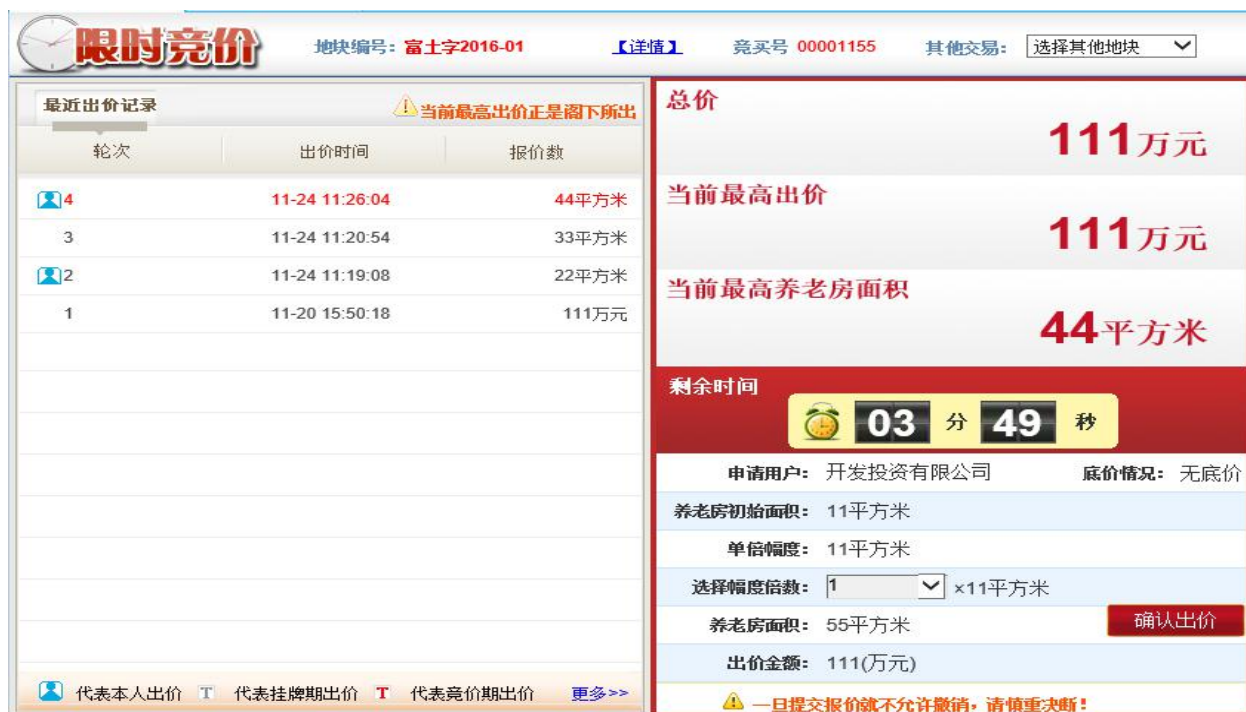 限时竞价 地块编号：富土字2016-01 【详情】 竞买号 00001155 其他交易： 选择其他地块
最近出价记录 当前最高出价正是阁下所出
轮次 出价时间 报价数
4 11-24 11:26:04 44平方米
3 11-24 11:20:54 33平方米
2 11-24 11:19:08 22平方米
1 11-20 15:50:18 111万元
T 代表本人出价 T 代表挂牌期出价 T 代表竞价期出价 更多>>
总价
111万元
当前最高出价
111万元
当前最高养老房面积
44平方米
剩余时间
03 分 49 秒
申请用户： 开发投资有限公司 底价情况： 无底价
养老房初始面积： 11平方米
单倍幅度： 11平方米
选择幅度倍数： 1 ×11平方米
养老房面积： 55平方米 确认出价
出价金额： 111(万元)
一旦提交报价就不允许撤销，请慎重决断！